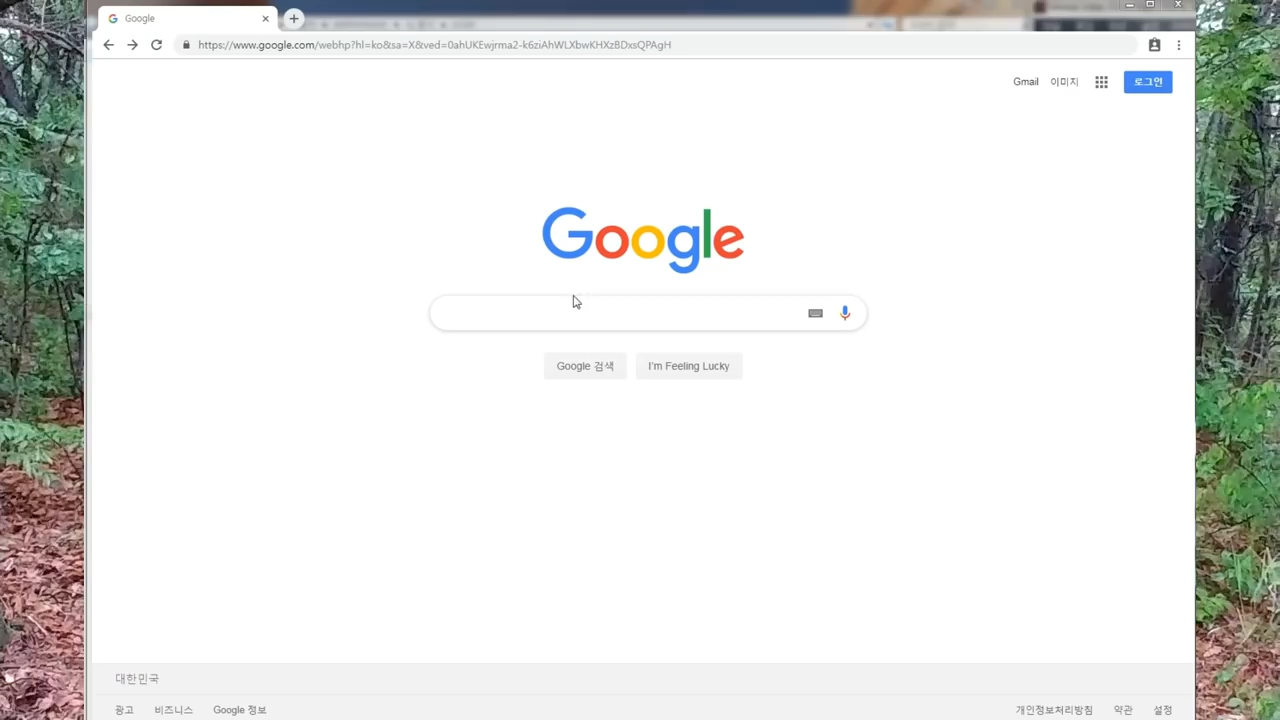 Google
https://www.google.com/webhp?hl=ko&sa=X&ved=0ahUKEwjrma2-k6ziAhWLXbwKHXzBDxsQPAgH
Gmail 이미지 로그인
Google
Google 검색 I'm Feeling Lucky
대한민국
광고 비즈니스 Google 정보 개인정보처리방침 약관 설정